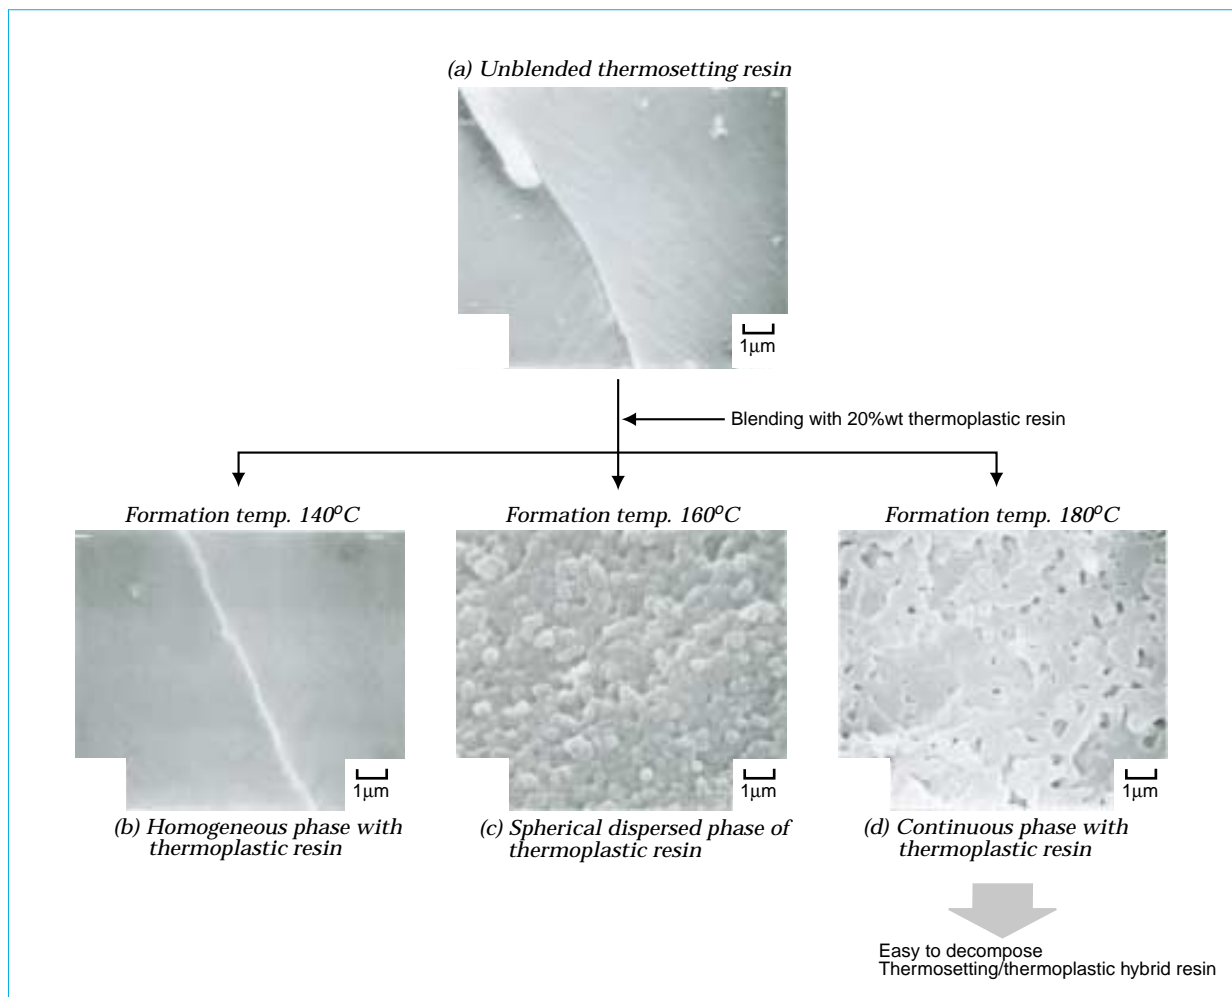 (a) Unblended thermosetting resin
1μm
Blending with 20%wt thermoplastic resin
Formation temp. 140°C
Formation temp. 160°C
Formation temp. 180°C
1μm
1μm
1μm
(b) Homogeneous phase with
thermoplastic resin
(c) Spherical dispersed phase of
thermoplastic resin
(d) Continuous phase with
thermoplastic resin
Easy to decompose
Thermosetting/thermoplastic hybrid resin